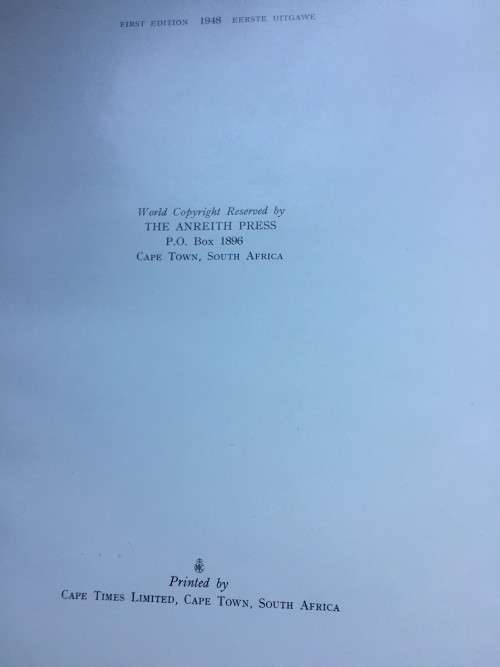 FIRST EDITION 1948 EERSTE UITGAWE
World Copyright Reserved by
THE ANREITH PRESS
P.O. Box 1896
CAPE TOWN, SOUTH AFRICA
Printed by
CAPE TIMES LIMITED, CAPE TOWN, SOUTH AFRICA